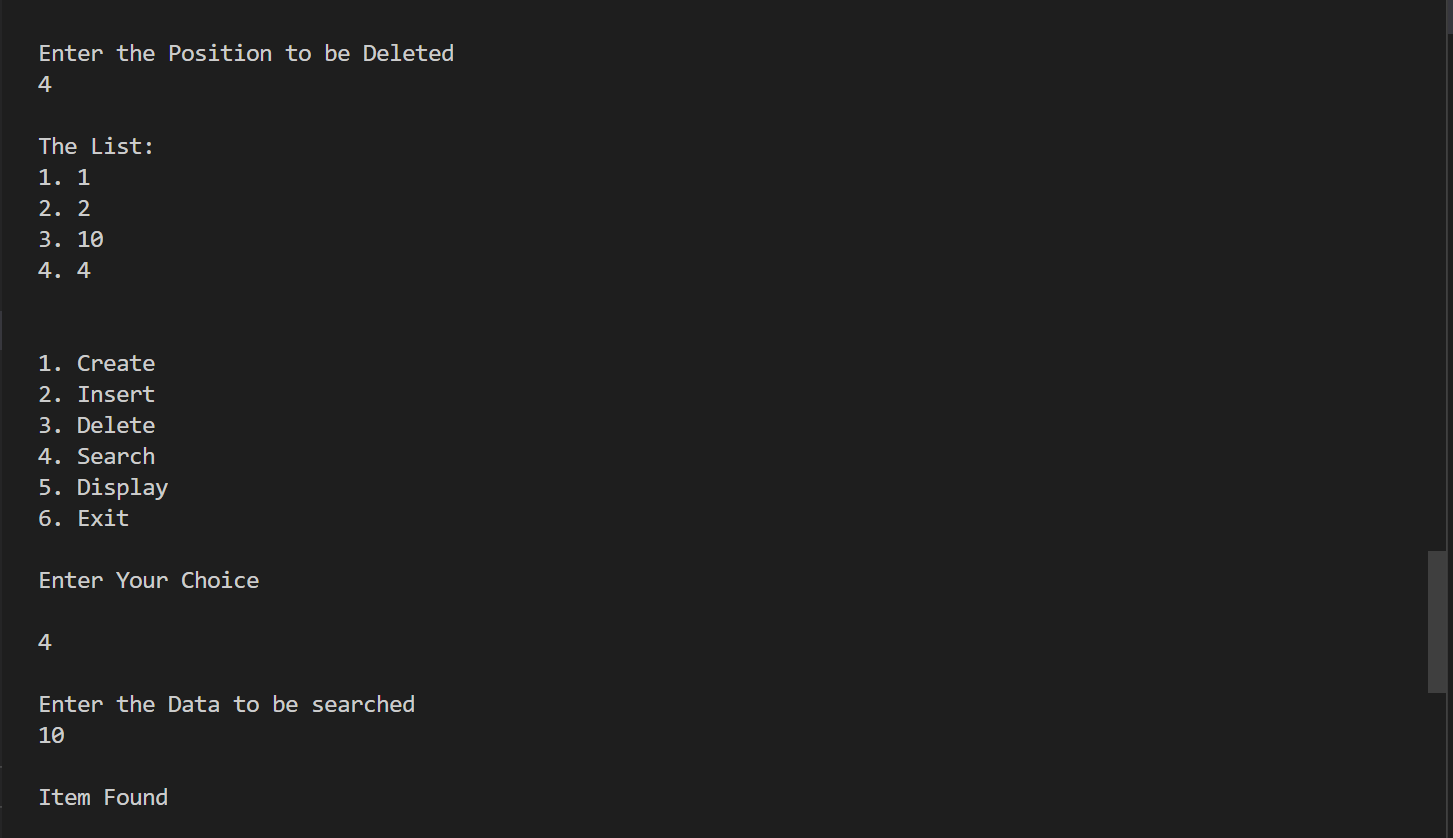 Enter the Position to be Deleted
4
The List:
1. 1
2. 2
3. 10
4. 4
1. Create
2. Insert
3. Delete
4. Search
5. Display
6. Exit
Enter Your Choice
4
Enter the Data to be searched
10
Item Found